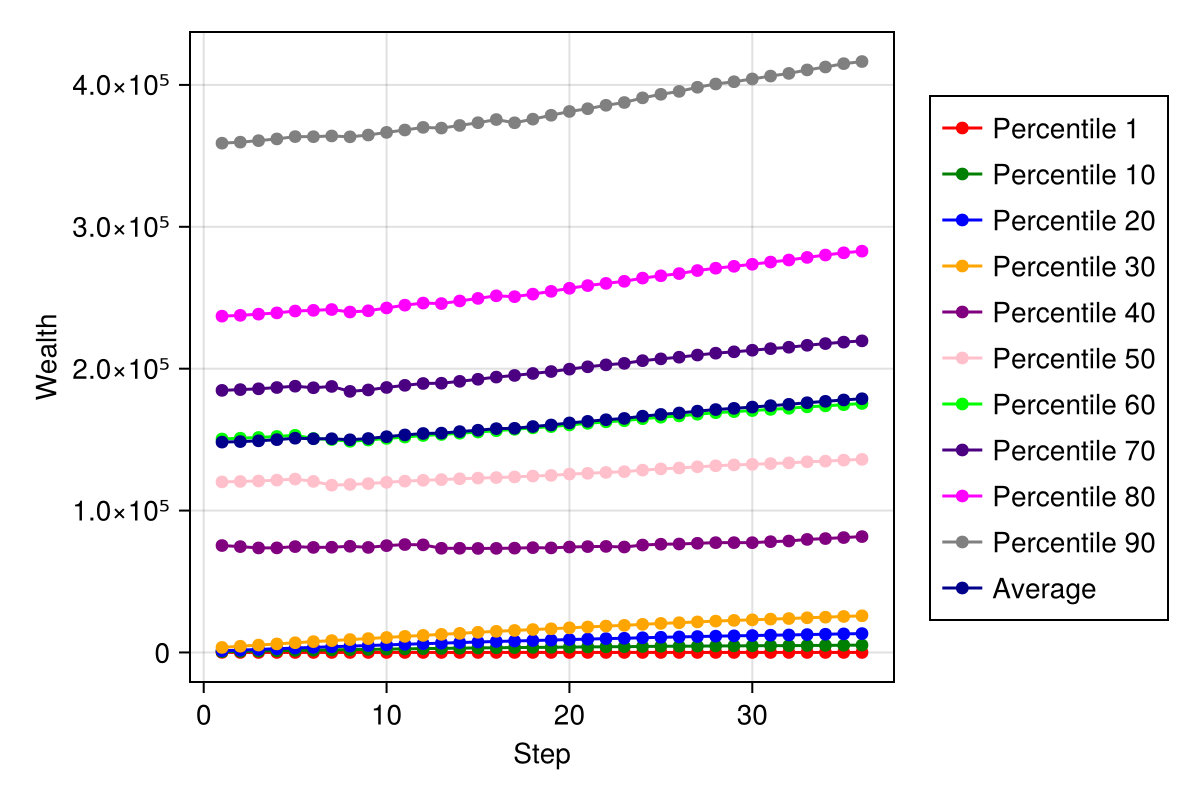 4.0×10⁵
3.0×10⁵
2.0×10⁵
1.0×10⁵
0
Wealth
0 10 20 30
Step
Percentile 1
Percentile 10
Percentile 20
Percentile 30
Percentile 40
Percentile 50
Percentile 60
Percentile 70
Percentile 80
Percentile 90
Average